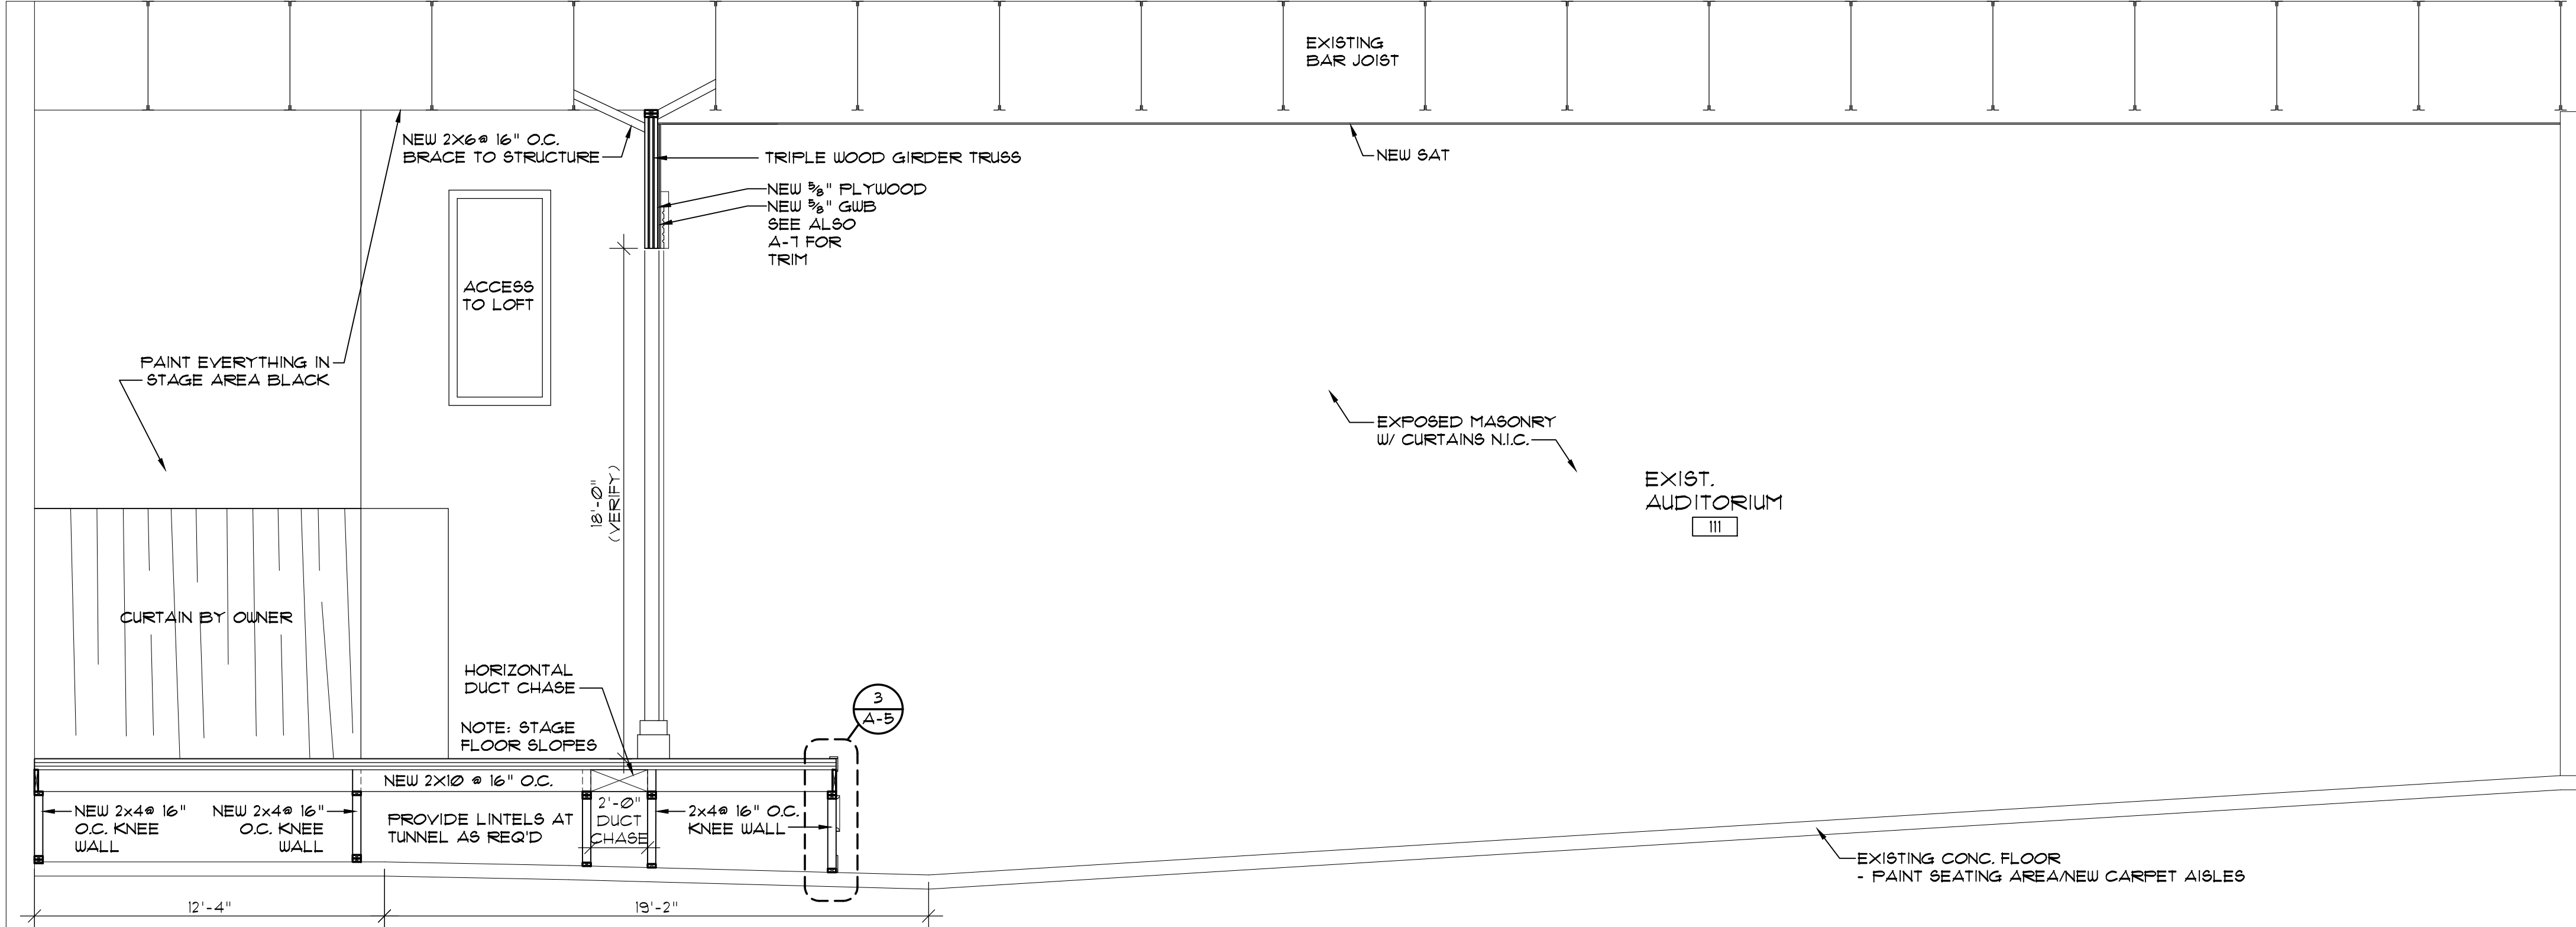 EXISTING
BAR JOIST
NEW 2X6@ 16" O.C.
BRACE TO STRUCTURE
TRIPLE WOOD GIRDER TRUSS
NEW SAT
NEW 5/8" PLYWOOD
NEW 5/8" GWB
SEE ALSO
A-7 FOR
TRIM
ACCESS
TO LOFT
PAINT EVERYTHING IN
STAGE AREA BLACK
EXPOSED MASONRY
W/ CURTAINS N.I.C.
EXIST.
AUDITORIUM
111
18'-0"
(VERIFY)
CURTAIN BY OWNER
HORIZONTAL
DUCT CHASE
NOTE: STAGE
FLOOR SLOPES
3
A-5
NEW 2X10 @ 16" O.C.
NEW 2x4@ 16"
O.C. KNEE
WALL
NEW 2x4@ 16"
O.C. KNEE
WALL
PROVIDE LINTELS AT
TUNNEL AS REQ'D
2'-0"
DUCT
CHASE
2x4@ 16" O.C.
KNEE WALL
EXISTING CONC. FLOOR
- PAINT SEATING AREA/NEW CARPET AISLES
12'-4"
19'-2"